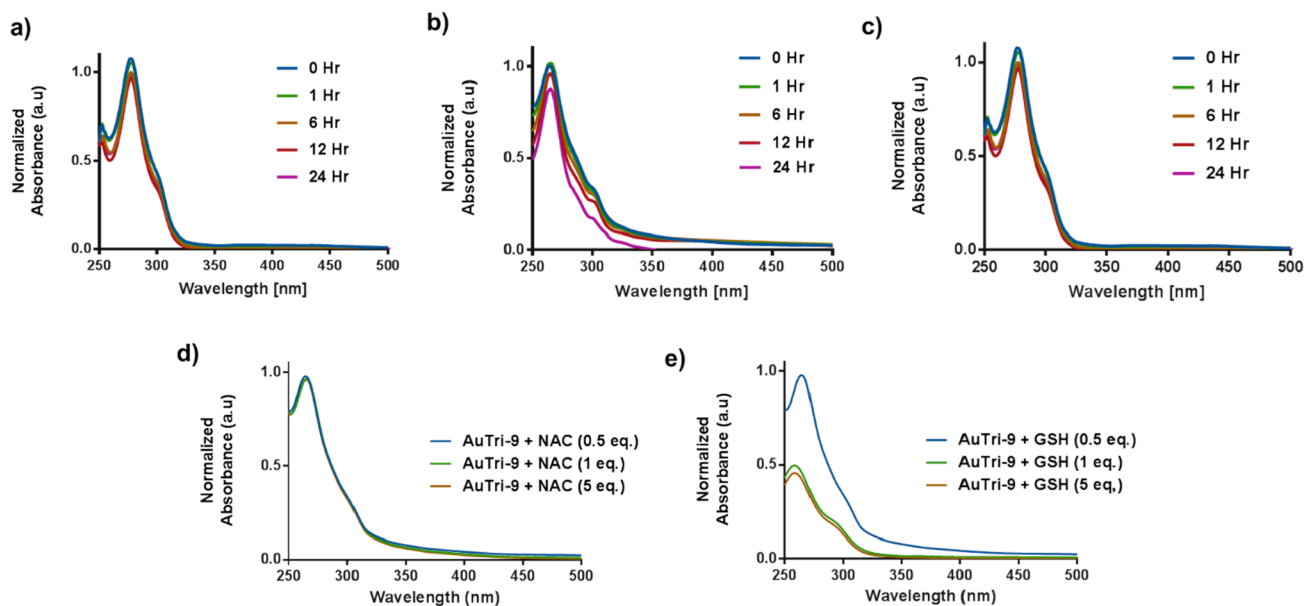 a)
Normalized
Absorbance (a.u)
1.0
0.5
0.0
250 300 350 400 500
Wavelength [nm]
0 Hr
1 Hr
6 Hr
12 Hr
24 Hr
b)
Normalized
Absorbance (a.u)
1.0
0.5
0.0
250 300 350 400 500
Wavelength [nm]
0 Hr
1 Hr
6 Hr
12 Hr
24 Hr
c)
Normalized
Absorbance (a.u)
1.0
0.5
0.0
250 300 350 400 500
Wavelength [nm]
0 Hr
1 Hr
6 Hr
12 Hr
24 Hr
d)
Normalized
Absorbance (a.u)
1.0
0.5
0.0
250 300 350 400 500
Wavelength (nm)
AuTri-9 + NAC (0.5 eq.)
AuTri-9 + NAC (1 eq.)
AuTri-9 + NAC (5 eq.)
e)
Normalized
Absorbance (a.u)
1.0
0.5
0.0
250 300 350 400 500
Wavelength (nm)
AuTri-9 + GSH (0.5 eq.)
AuTri-9 + GSH (1 eq.)
AuTri-9 + GSH (5 eq,)